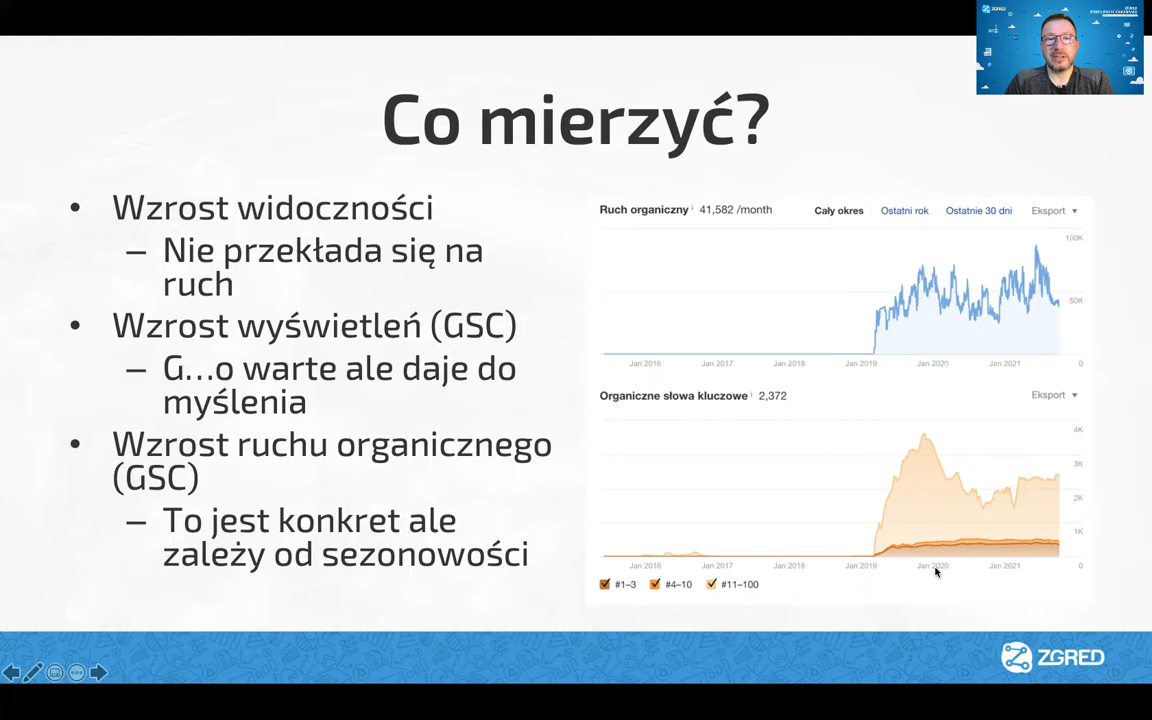 ZGRED
Co mierzyć?
• Wzrost widoczności
– Nie przekłada się na
ruch
• Wzrost wyświetleń (GSC)
– G...o warte ale daje do
myślenia
• Wzrost ruchu organicznego
(GSC)
– To jest konkret ale
zależy od sezonowości
Ruch organiczny i 41,582 /month
Cały okres Ostatni rok Ostatnie 30 dni Eksport
100K
50K
0
Jan 2016 Jan 2017 Jan 2018 Jan 2019 Jan 2020 Jan 2021
Organiczne słowa kluczowe i 2,372
Eksport
4K
3K
2K
1K
0
Jan 2016 Jan 2017 Jan 2018 Jan 2019 Jan 2020 Jan 2021
#1–3 #4–10 #11–100
ZGRED